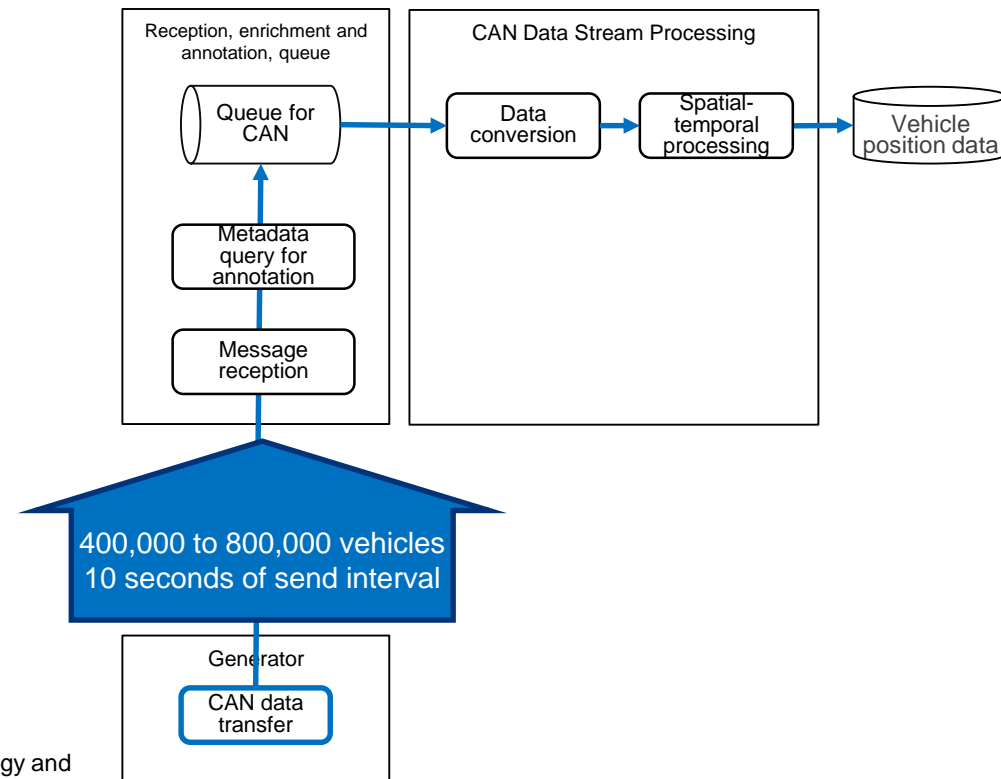 Reception, enrichment and
annotation, queue
Queue for
CAN
Metadata
query for
annotation
Message
reception
CAN Data Stream Processing
Data
conversion
Spatial-
temporal
processing
Vehicle
position data
400,000 to 800,000 vehicles
10 seconds of send interval
Generator
CAN data
transfer
gy and